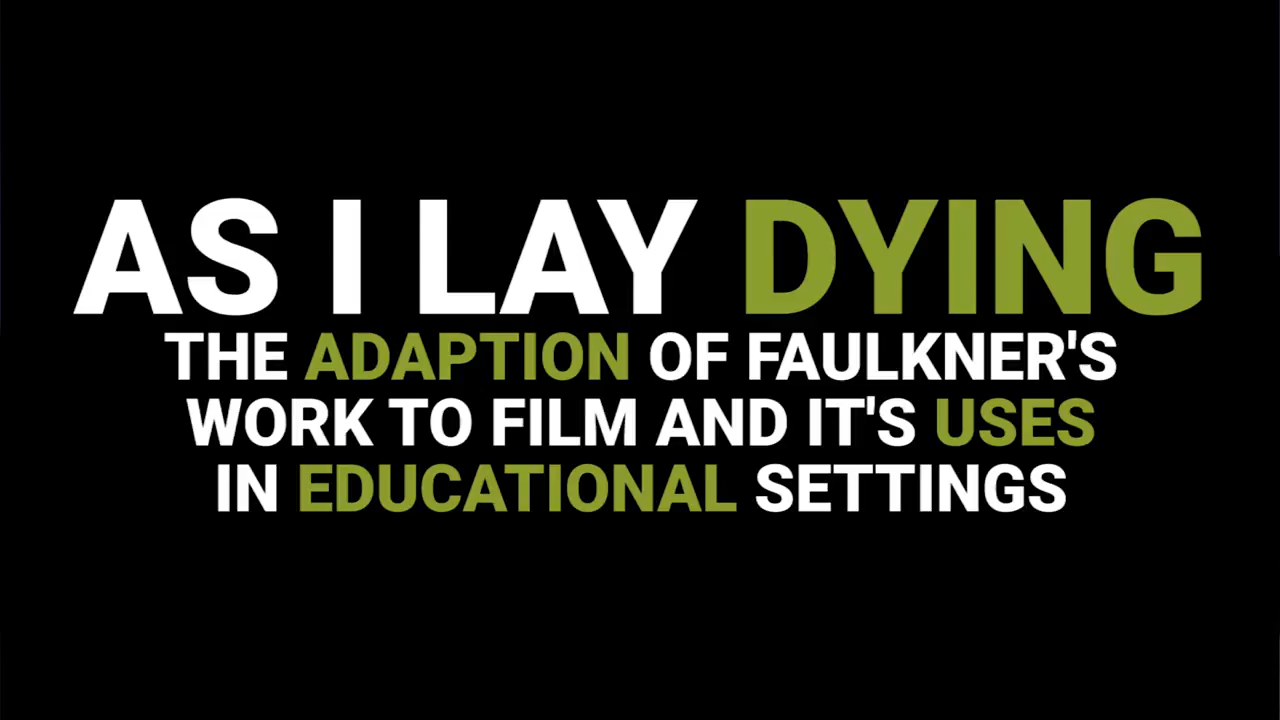 AS I LAY DYING
THE ADAPTION OF FAULKNER'S
WORK TO FILM AND IT'S USES
IN EDUCATIONAL SETTINGS